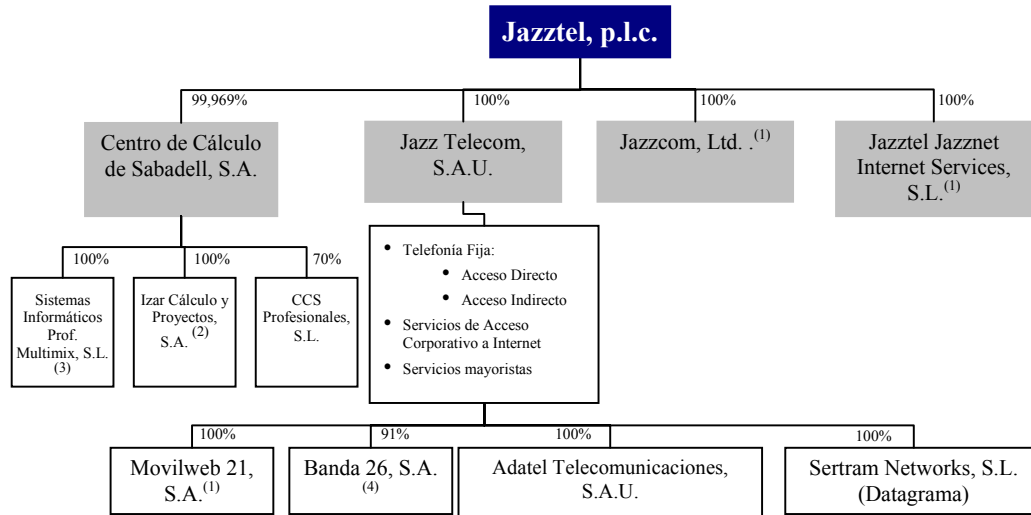 Jazztel, p.l.c.
99,969%
100%
100%
100%
Centro de Cálculo
de Sabadell, S.A.
Jazz Telecom,
S.A.U.
Jazzcom, Ltd. .(1)
Jazztel Jazznet
Internet Services,
S.L.(1)
100%
100%
70%
Sistemas
Informáticos
Prof.
Multimix, S.L.
(3)
Izar Cálculo y
Proyectos,
S.A. (2)
CCS
Profesionales,
S.L.
• Telefonía Fija:
• Acceso Directo
• Acceso Indirecto
• Servicios de Acceso
Corporativo a Internet
• Servicios mayoristas
100%
91%
100%
100%
Movilweb 21,
S.A.(1)
Banda 26, S.A.
(4)
Adatel Telecomunicaciones,
S.A.U.
Sertram Networks, S.L.
(Datagrama)